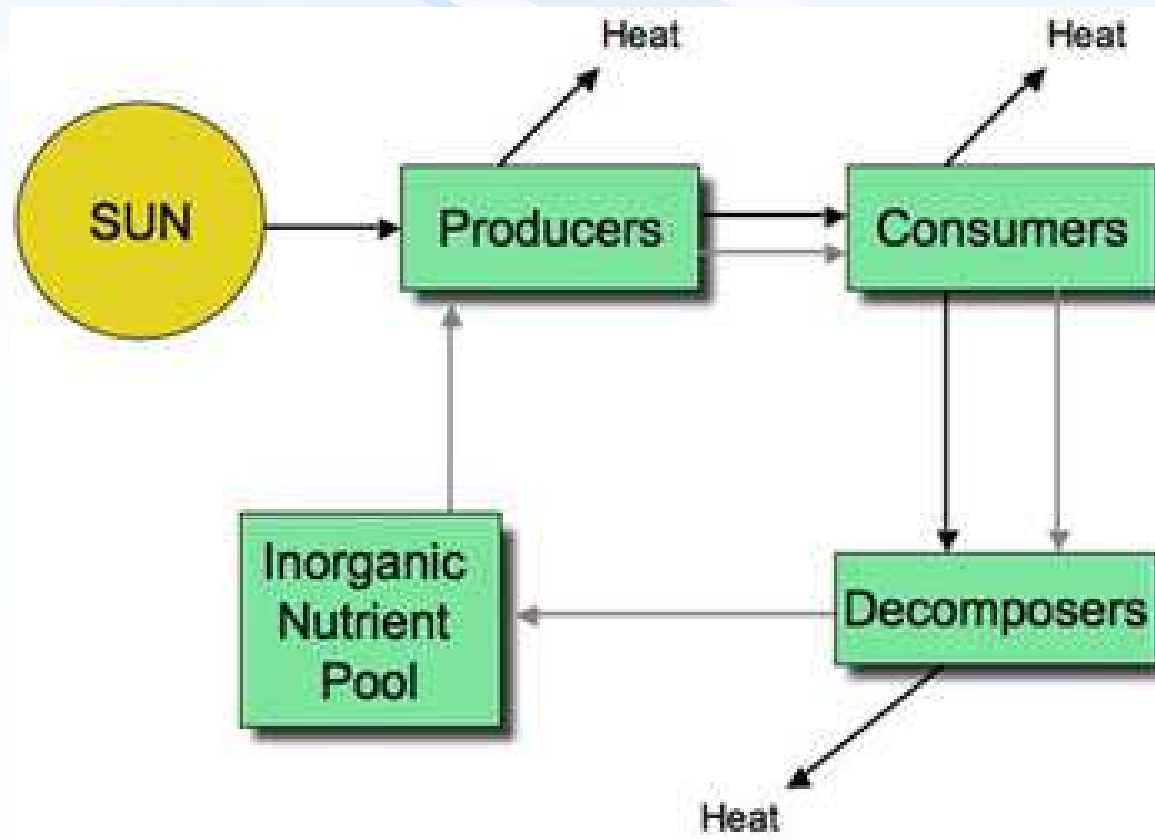 Heat
Heat
SUN
Producers
Consumers
Inorganic
Nutrient
Pool
Decomposers
Heat